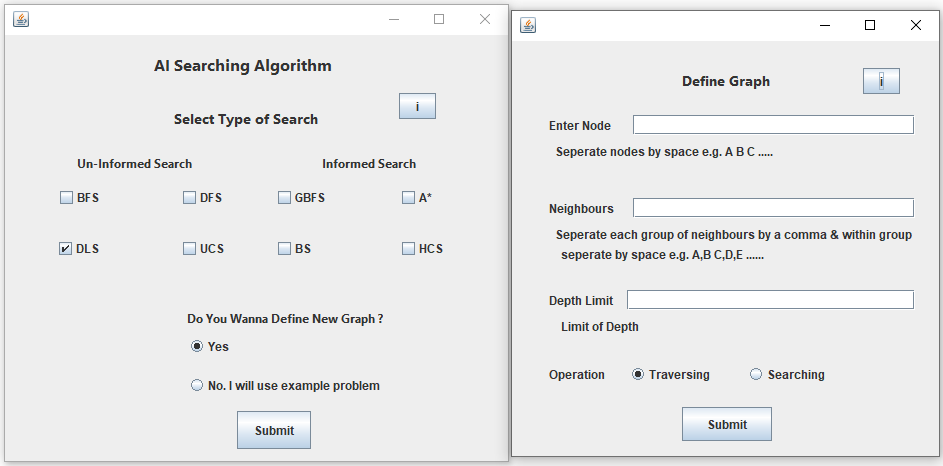 AI Searching Algorithm
i
Select Type of Search
Un-Informed Search Informed Search
BFS DFS GBFS A*
DLS UCS BS HCS
Do You Wanna Define New Graph ?
Yes
No. I will use example problem
Submit
Define Graph
i
Enter Node
Seperate nodes by space e.g. A B C .....
Neighbours
Seperate each group of neighbours by a comma & within group
seperate by space e.g. A,B C,D,E ......
Depth Limit
Limit of Depth
Operation Traversing Searching
Submit